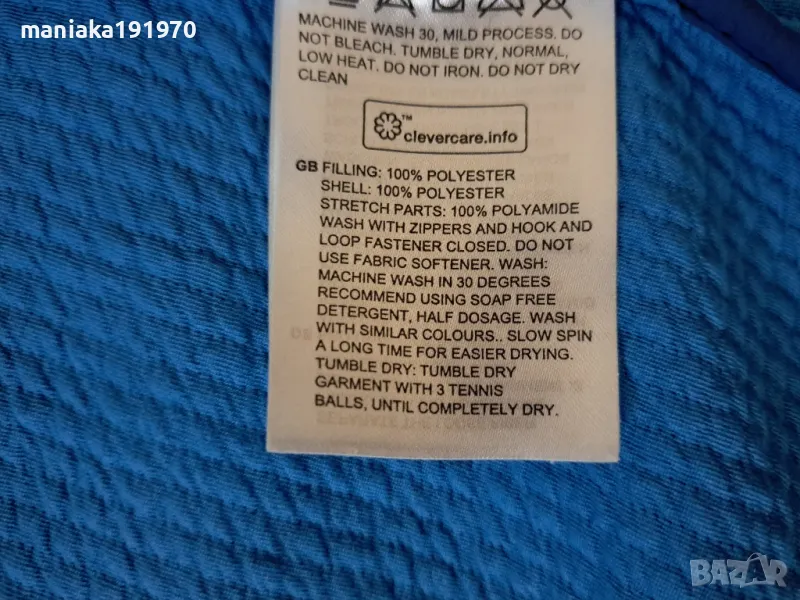 maniaka191970
MACHINE WASH 30, MILD PROCESS. DO
NOT BLEACH. TUMBLE DRY, NORMAL,
LOW HEAT. DO NOT IRON. DO NOT DRY
CLEAN
™
clevercare.info
GB FILLING: 100% POLYESTER
SHELL: 100% POLYESTER
STRETCH PARTS: 100% POLYAMIDE
WASH WITH ZIPPERS AND HOOK AND
LOOP FASTENER CLOSED. DO NOT
USE FABRIC SOFTENER. WASH:
MACHINE WASH IN 30 DEGREES
RECOMMEND USING SOAP FREE
DETERGENT, HALF DOSAGE. WASH
WITH SIMILAR COLOURS.. SLOW SPIN
A LONG TIME FOR EASIER DRYING.
TUMBLE DRY: TUMBLE DRY
GARMENT WITH 3 TENNIS
BALLS, UNTIL COMPLETELY DRY.
BAZAR